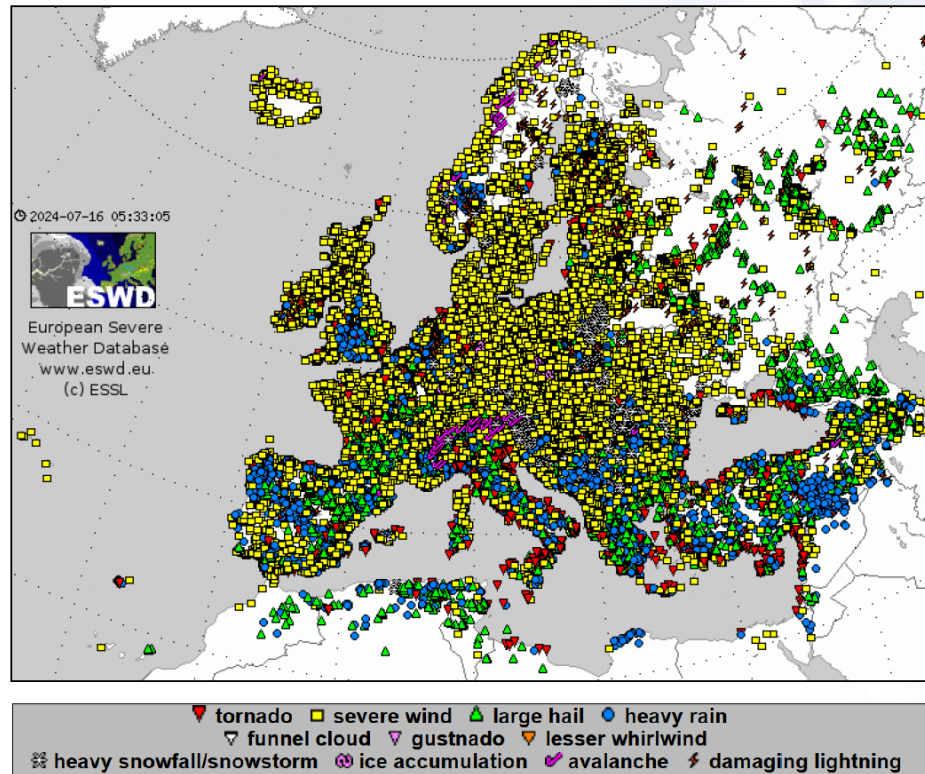 2024-07-16 05:33:05
ESWD
European Severe
Weather Database
www.eswd.eu
(c) ESSL
tornado severe wind large hail heavy rain
funnel cloud gustnado lesser whirlwind
heavy snowfall/snowstorm ice accumulation avalanche damaging lightning